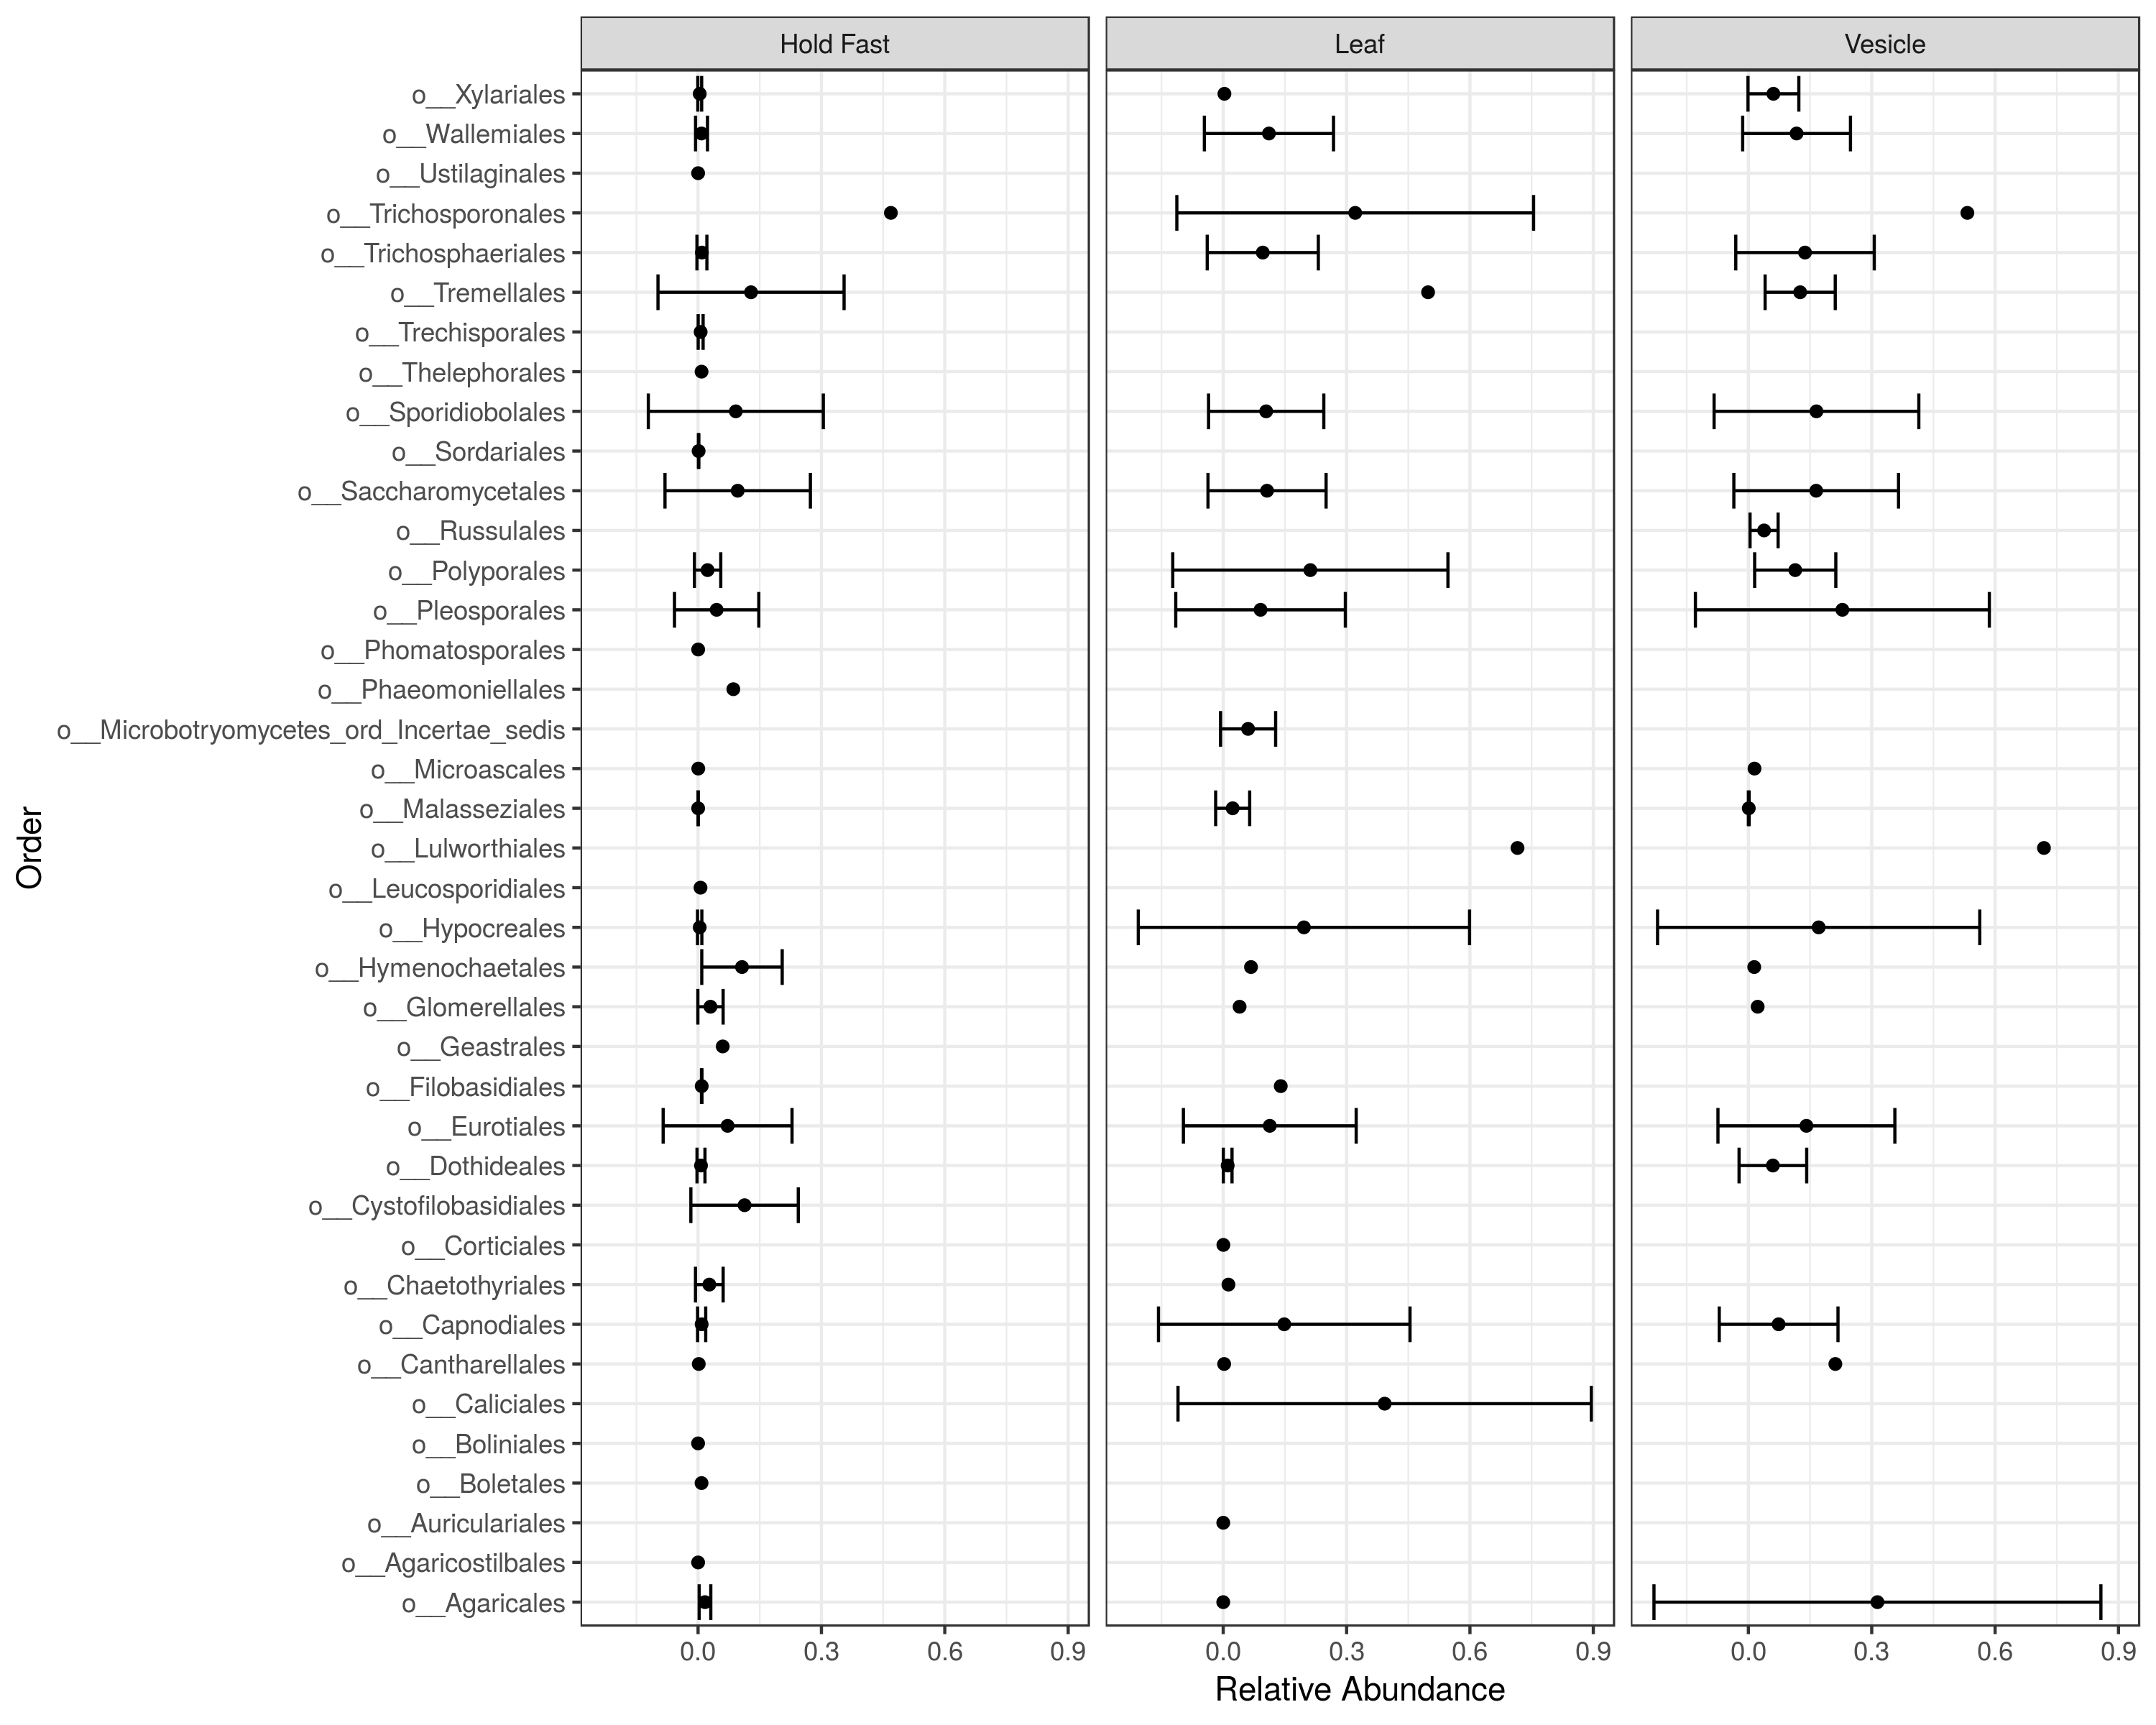 Hold Fast Leaf Vesicle
o__Xylariales
o__Wallemiales
o__Ustilaginales
o__Trichosporonales
o__Trichosphaeriales
o__Tremellales
o__Trechisporales
o__Thelephorales
o__Sporidiobolales
o__Sordariales
o__Saccharomycetales
o__Russulales
o__Polyporales
o__Pleosporales
o__Phomatosporales
o__Phaeomoniellales
o__Microbotryomycetes_ord_Incertae_sedis
o__Microascales
o__Malasseziales
o__Lulworthiales
o__Leucosporidiales
o__Hypocreales
o__Hymenochaetales
o__Glomerellales
o__Geastrales
o__Filobasidiales
o__Eurotiales
o__Dothideales
o__Cystofilobasidiales
o__Corticiales
o__Chaetothyriales
o__Capnodiales
o__Cantharellales
o__Caliciales
o__Boliniales
o__Boletales
o__Auriculariales
o__Agaricostilbales
o__Agaricales
Order
0.0 0.3 0.6 0.9 0.0 0.3 0.6 0.9 0.0 0.3 0.6 0.9
Relative Abundance